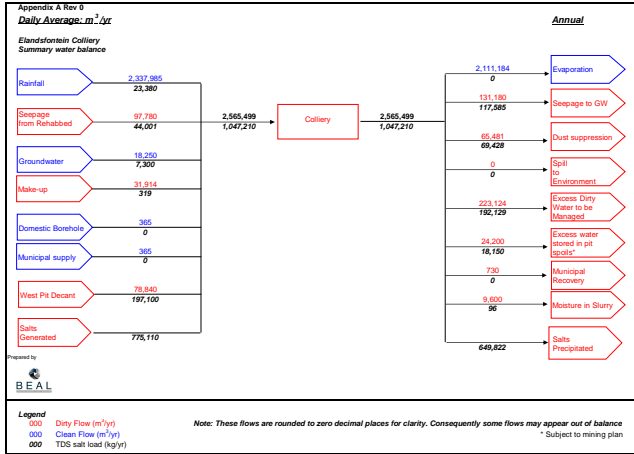 Appendix A Rev 0
Daily Average: m³/yr
Annual
Elandsfontein Colliery
Summary water balance
Rainfall
2,337,985
23,380
Seepage
from Rehabbed
97,780
44,001
Groundwater
18,250
7,300
Make-up
31,914
319
Domestic Borehole
365
0
Municipal supply
365
0
West Pit Decant
78,840
197,100
Salts
Generated
775,110
2,565,499
1,047,210
Colliery
2,565,499
1,047,210
2,111,184
0
Evaporation
131,180
117,585
Seepage to GW
65,481
69,428
Dust suppression
0
0
Spill
to
Environment
223,124
192,129
Excess Dirty
Water to be
Managed
24,200
18,150
Excess water
stored in pit
spoils*
730
0
Municipal
Recovery
9,600
96
Moisture in Slurry
649,822
Salts
Precipitated
Prepared by
BEAL
Legend
000 Dirty Flow (m³/yr)
000 Clean Flow (m³/yr)
000 TDS salt load (kg/yr)
Note: These flows are rounded to zero decimal places for clarity. Consequently some flows may appear out of balance
* Subject to mining plan